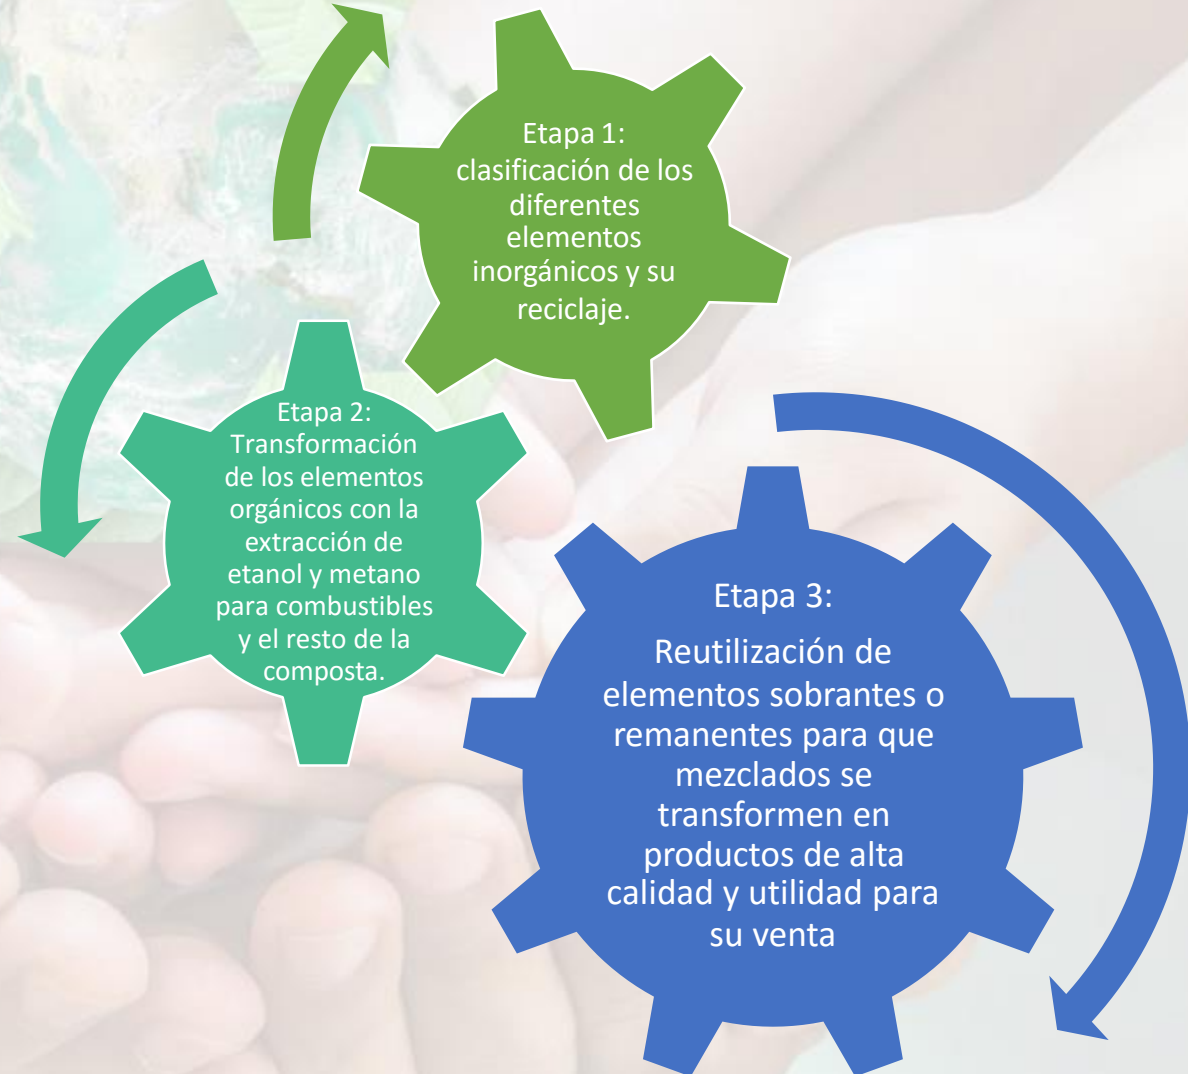 Etapa 1:
clasificación de los
diferentes
elementos
inorgánicos y su
reciclaje.
Etapa 2:
Transformación
de los elementos
orgánicos con la
extracción de
etanol y metano
para combustibles
y el resto de la
composta.
Etapa 3:
Reutilización de
elementos sobrantes o
remanentes para que
mezclados se
transformen en
productos de alta
calidad y utilidad para
su venta